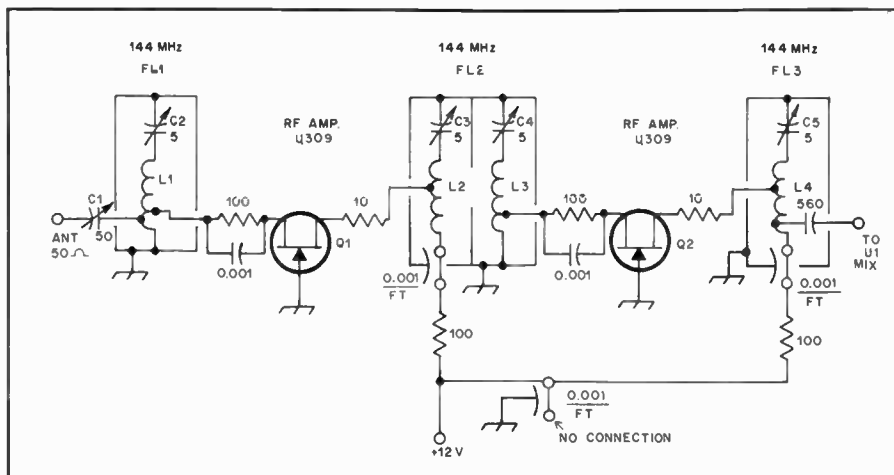 144 MHz
FL1
144 MHz
FL2
144 MHz
FL3
C2
5
RF AMP.
U309
C3
5
C4
5
RF AMP.
U309
C5
5
C1
50
L1
100
10
L2
L3
100
10
L4
560
ANT
50Ω
0.001
Q1
0.001
Q2
TO
U1
MIX
0.001
FT
0.001
FT
100
100
0.001
FT
NO CONNECTION
+12V